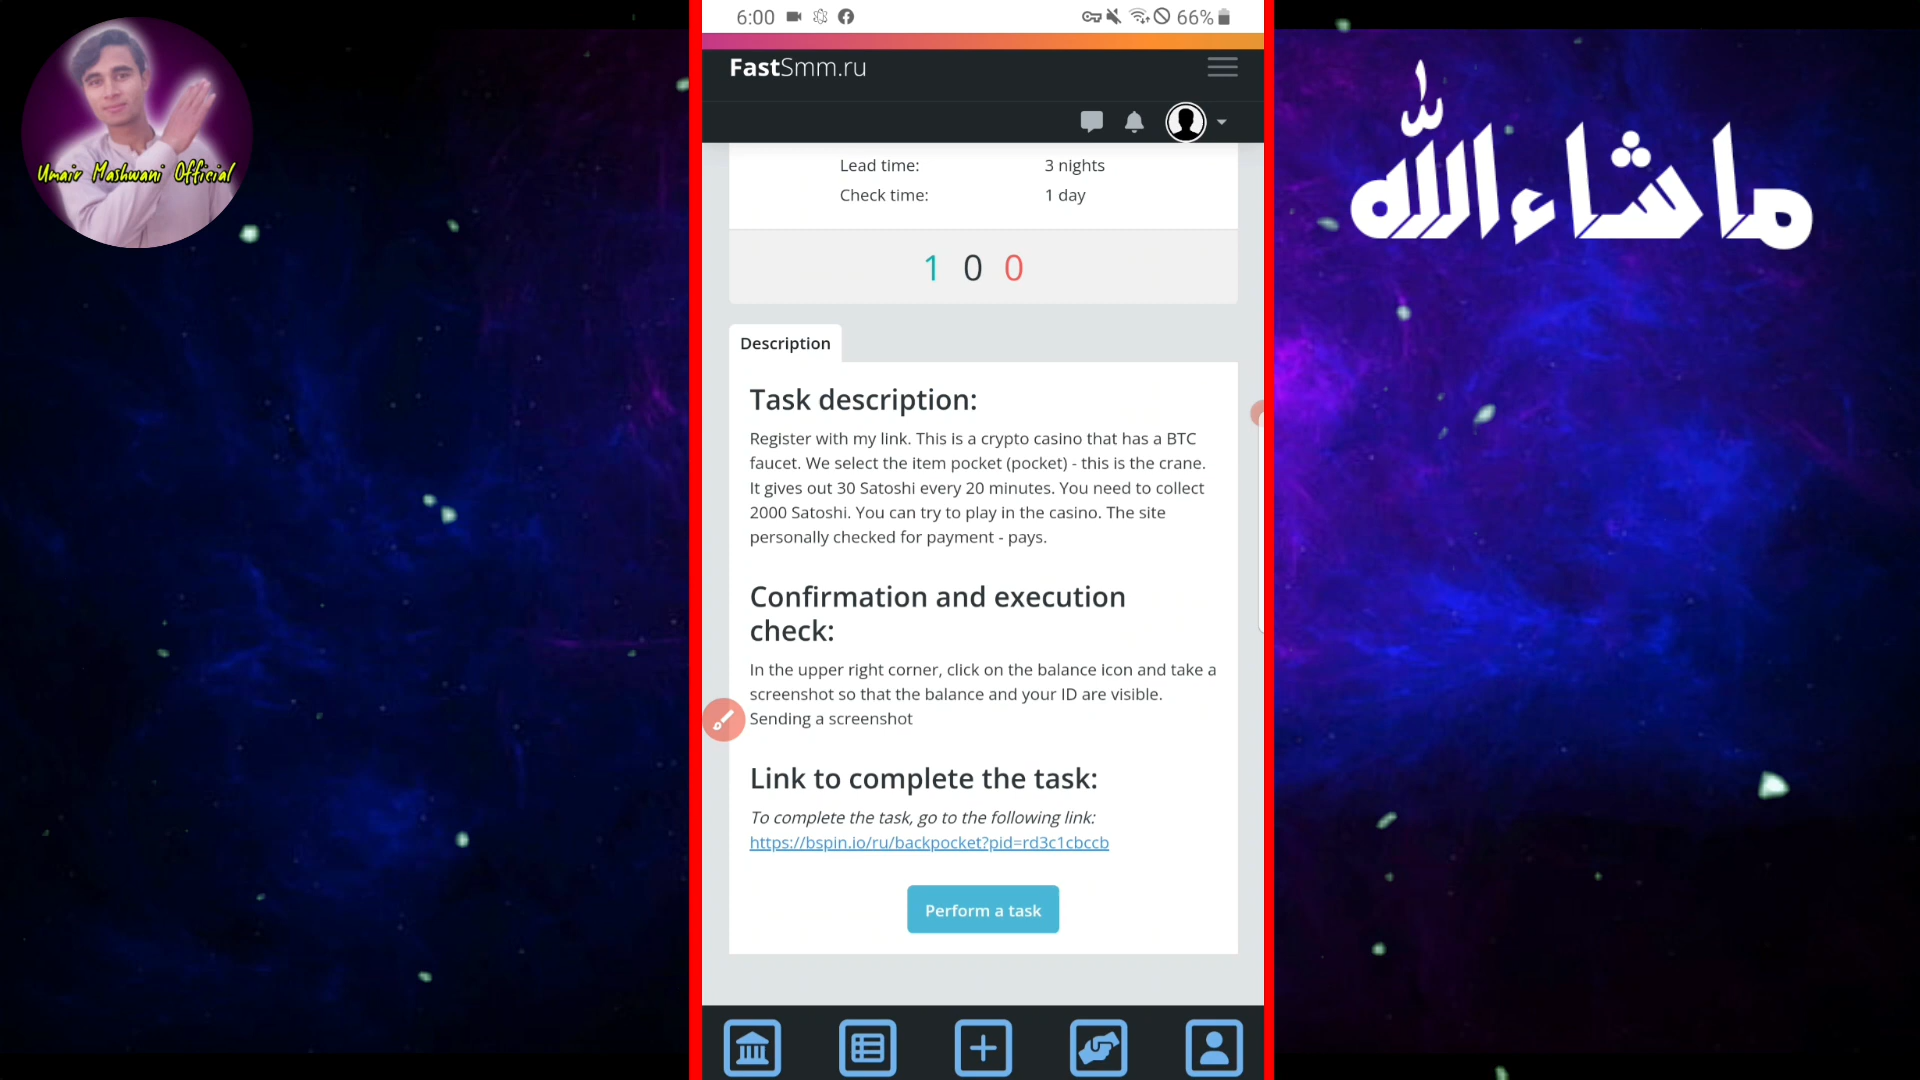 Umair Mashwani Official
6:00
66%
FastSmm.ru
Lead time: 3 nights
Check time: 1 day
1 0 0
Description
Task description:
Register with my link. This is a crypto casino that has a BTC
faucet. We select the item pocket (pocket) - this is the crane.
It gives out 30 Satoshi every 20 minutes. You need to collect
2000 Satoshi. You can try to play in the casino. The site
personally checked for payment - pays.
Confirmation and execution
check:
In the upper right corner, click on the balance icon and take a
screenshot so that the balance and your ID are visible.
Sending a screenshot
Link to complete the task:
To complete the task, go to the following link:
https://bspin.io/ru/backpocket?pid=rd3c1cbccb
Perform a task
ماشاءالله